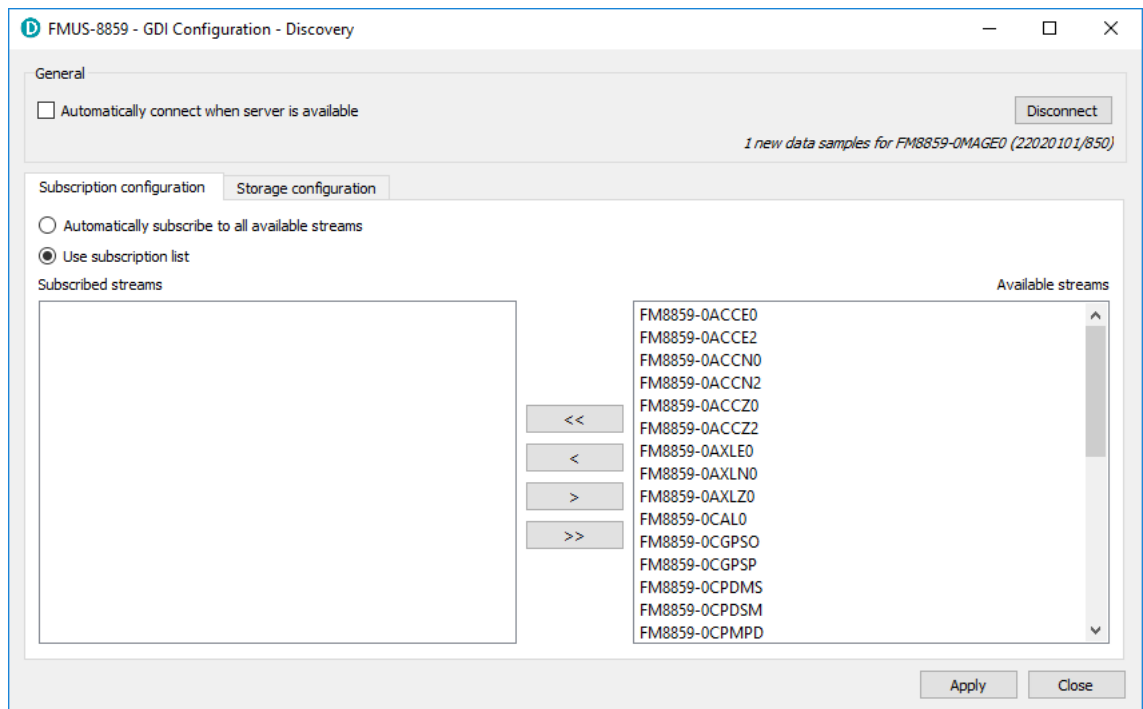 FMUS-8859 - GDI Configuration - Discovery
General
Automatically connect when server is available
Disconnect
1 new data samples for FM8859-0MAGE0 (22020101/850)
Subscription configuration
Storage configuration
Automatically subscribe to all available streams
Use subscription list
Subscribed streams
Available streams
FM8859-0ACCE0
FM8859-0ACCE2
FM8859-0ACCN0
FM8859-0ACCN2
FM8859-0ACCZ0
FM8859-0ACCZ2
FM8859-0AXLE0
FM8859-0AXLN0
FM8859-0AXLZ0
FM8859-0CAL0
FM8859-0CGPSO
FM8859-0CGPSP
FM8859-0CPDMS
FM8859-0CPDSM
FM8859-0CPMPD
<<
<
>
>>
Apply
Close